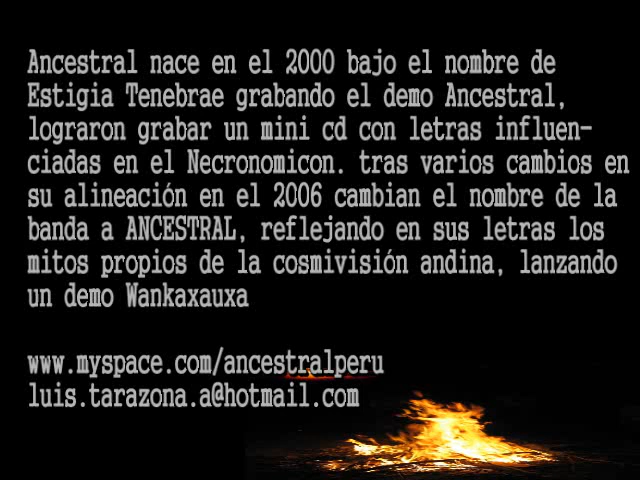 Ancestral nace en el 2000 bajo el nombre de
Estigia Tenebrae grabando el demo Ancestral,
lograron grabar un mini cd con letras influen-
ciadas en el Necronomicon. tras varios cambios en
su alineación en el 2006 cambian el nombre de la
banda a ANCESTRAL, reflejando en sus letras los
mitos propios de la cosmivisión andina, lanzando
un demo Wankaxauxa
www.myspace.com/ancestralperu
luis.tarazona.a@hotmail.com